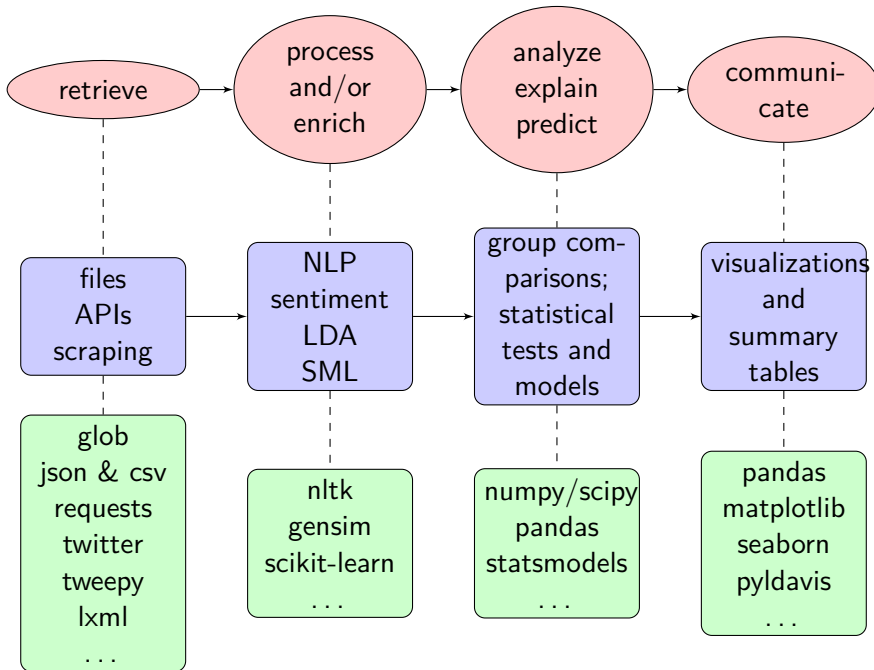 retrieve
process
and/or
enrich
analyze
explain
predict
communi-
cate
files
APIs
scraping
NLP
sentiment
LDA
SML
group com-
parisons;
statistical
tests and
models
visualizations
and
summary
tables
glob
json & csv
requests
twitter
tweepy
lxml
. . .
nltk
gensim
scikit-learn
. . .
numpy/scipy
pandas
statsmodels
. . .
pandas
matplotlib
seaborn
pyldavis
. . .